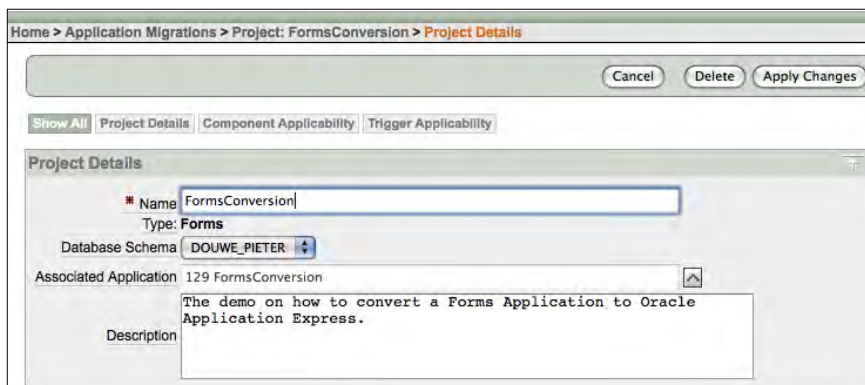 Home > Application Migrations > Project: FormsConversion > Project Details
Cancel Delete Apply Changes
Show All Project Details Component Applicability Trigger Applicability
Project Details
* Name FormsConversion
Type: Forms
Database Schema DOUWE_PIETER
Associated Application 129 FormsConversion
The demo on how to convert a Forms Application to Oracle
Application Express.
Description